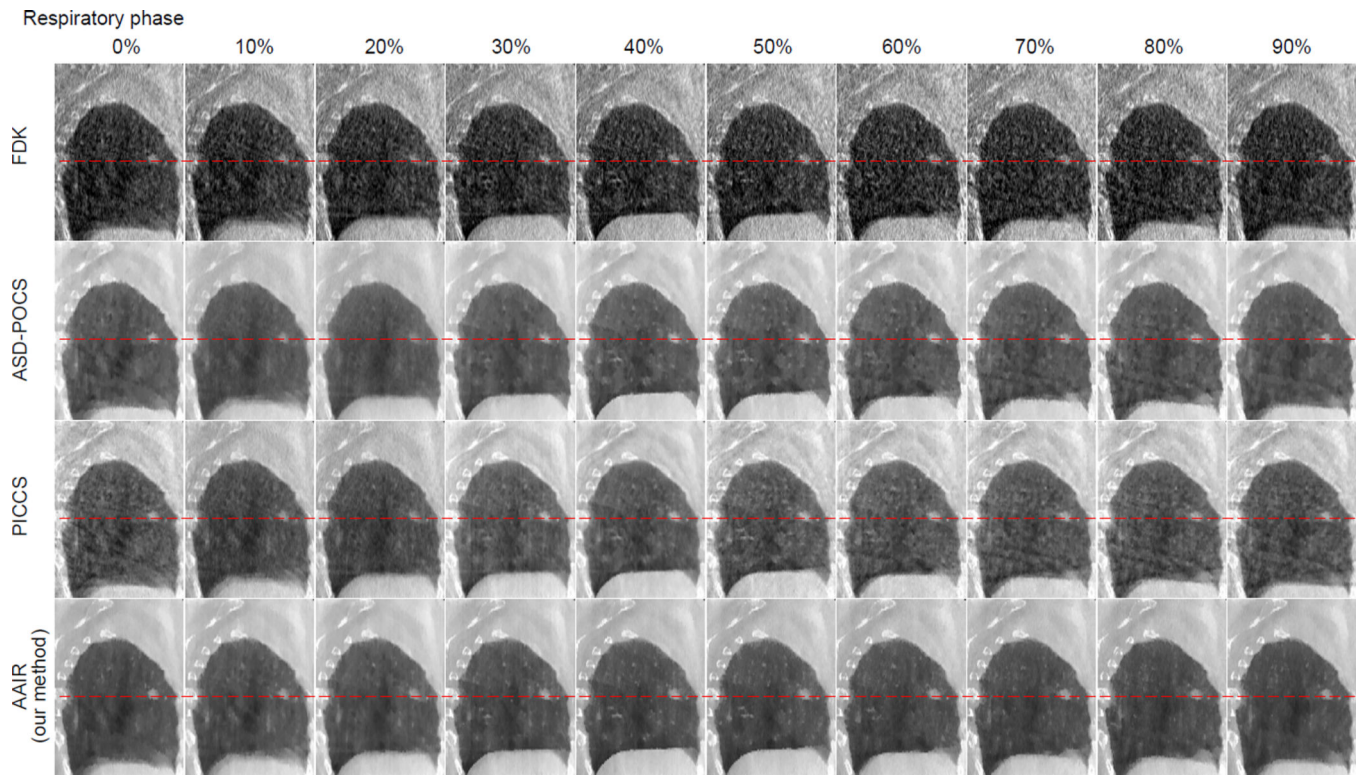 Respiratory phase
0% 10% 20% 30% 40% 50% 60% 70% 80% 90%
FDK
ASD-POCS
PICCS
AAIR
(our method)